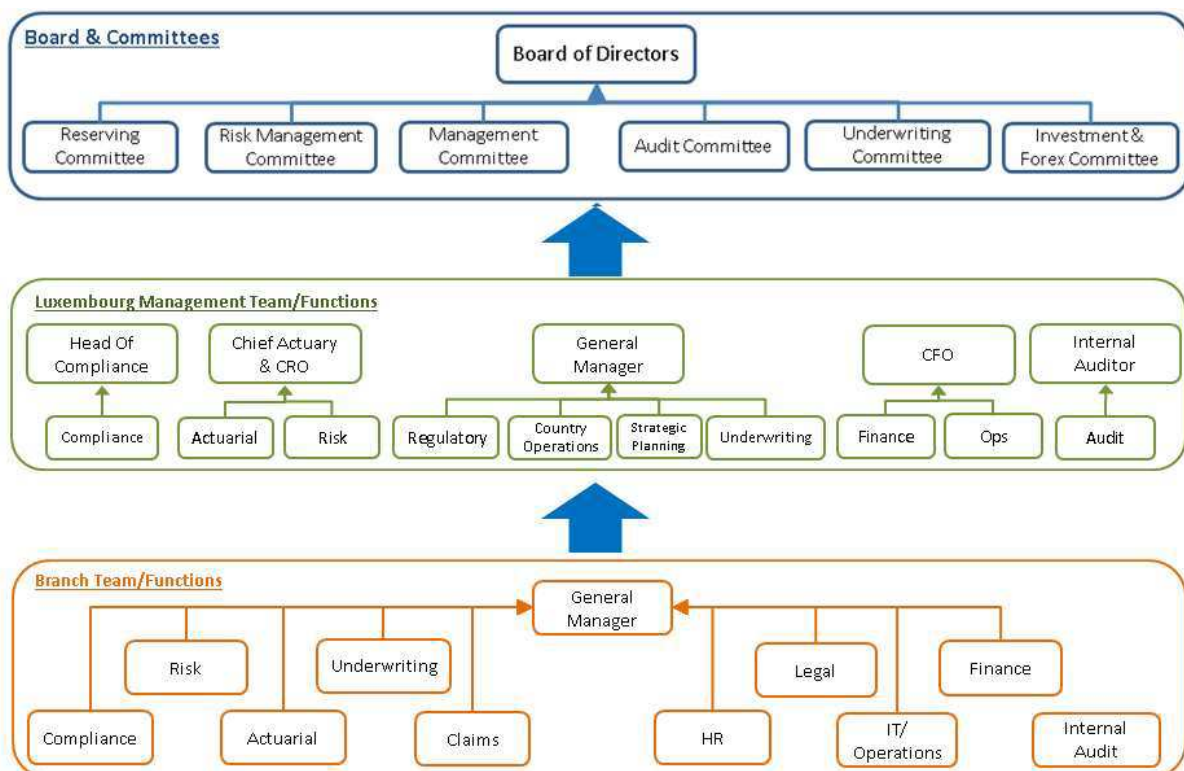 Board & Committees
Board of Directors
Reserving
Committee
Risk Management
Committee
Management
Committee
Audit Committee
Underwriting
Committee
Investment &
Forex Committee
Luxembourg Management Team/Functions
Head Of
Compliance
Chief Actuary
& CRO
General
Manager
CFO
Internal
Auditor
Compliance
Actuarial
Risk
Regulatory
Country
Operations
Strategic
Planning
Underwriting
Finance
Ops
Audit
Branch Team/Functions
General
Manager
Risk
Underwriting
Legal
Finance
Compliance
Actuarial
Claims
HR
IT/
Operations
Internal
Audit